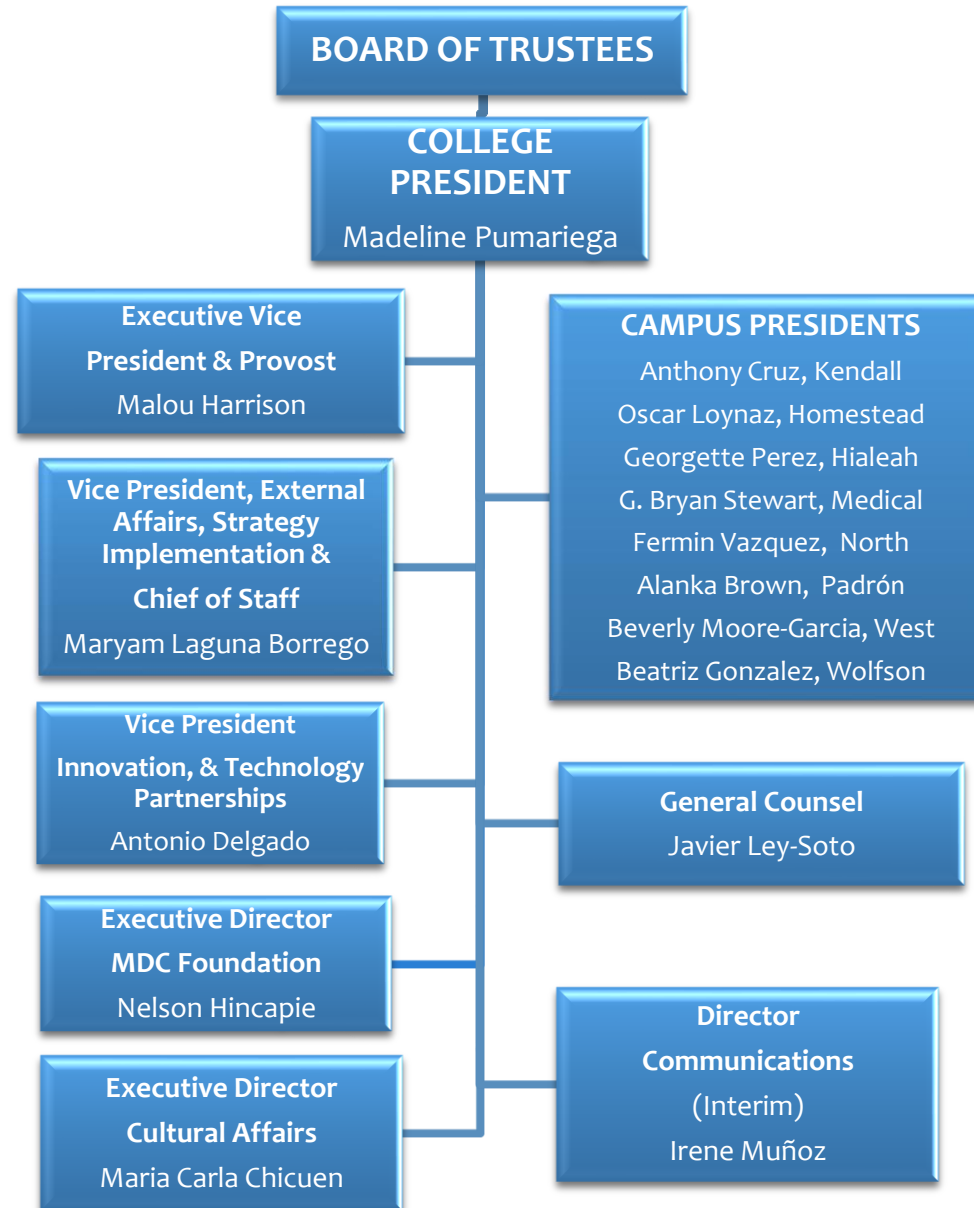 BOARD OF TRUSTEES
COLLEGE
PRESIDENT
Madeline Pumariega
Executive Vice
President & Provost
Malou Harrison
CAMPUS PRESIDENTS
Anthony Cruz, Kendall
Oscar Loynaz, Homestead
Georgette Perez, Hialeah
G. Bryan Stewart, Medical
Fermin Vazquez, North
Alanka Brown, Padrón
Beverly Moore-Garcia, West
Beatriz Gonzalez, Wolfson
Vice President, External
Affairs, Strategy
Implementation &
Chief of Staff
Maryam Laguna Borrego
Vice President
Innovation, & Technology
Partnerships
Antonio Delgado
General Counsel
Javier Ley-Soto
Executive Director
MDC Foundation
Nelson Hincapie
Director
Communications
(Interim)
Irene Muñoz
Executive Director
Cultural Affairs
Maria Carla Chicuen